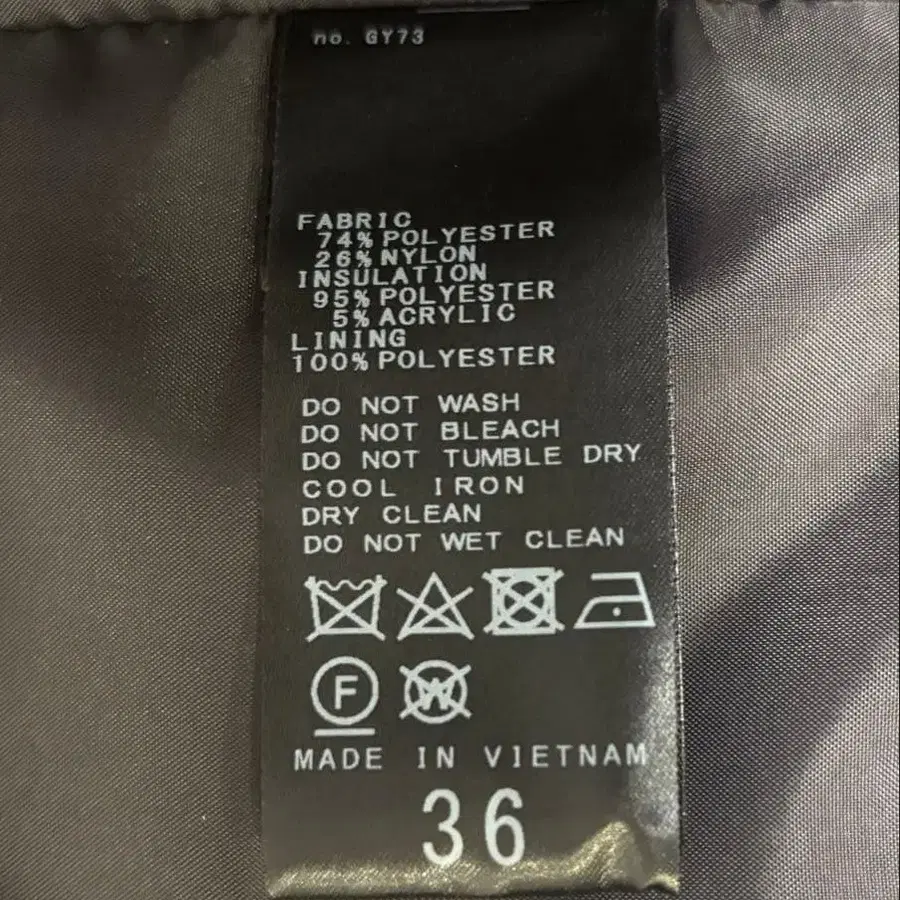 no. GY73
FABRIC
74% POLYESTER
26% NYLON
INSULATION
95% POLYESTER
5% ACRYLIC
LINING
100% POLYESTER
DO NOT WASH
DO NOT BLEACH
DO NOT TUMBLE DRY
COOL IRON
DRY CLEAN
DO NOT WET CLEAN
F W
MADE IN VIETNAM
36